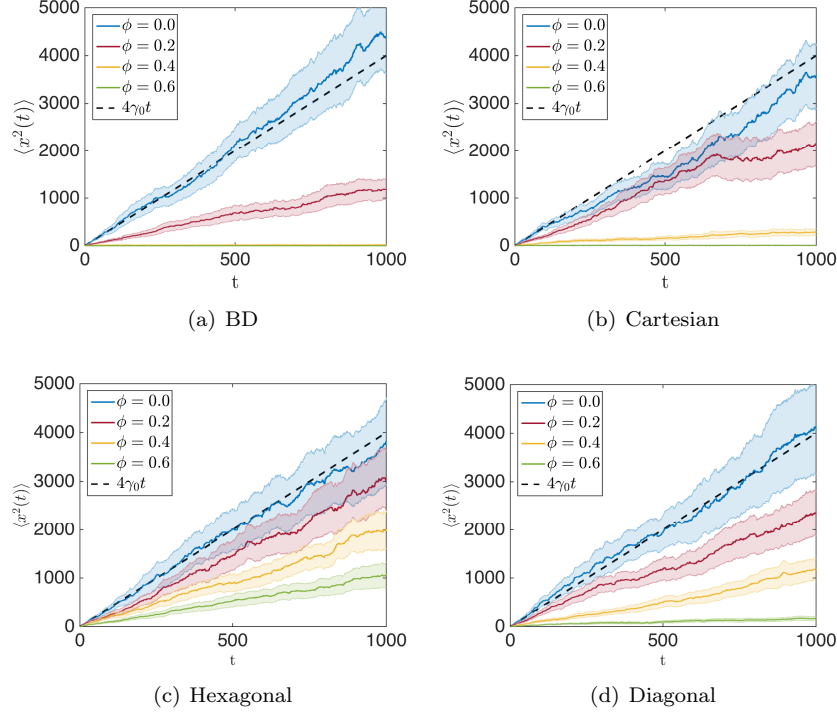 5000
4000
3000
2000
1000
0
⟨x²(t)⟩
ϕ = 0.0
ϕ = 0.2
ϕ = 0.4
ϕ = 0.6
4γ₀t
0 500 1000
t
(a) BD
5000
4000
3000
2000
1000
0
⟨x²(t)⟩
ϕ = 0.0
ϕ = 0.2
ϕ = 0.4
ϕ = 0.6
4γ₀t
0 500 1000
t
(b) Cartesian
5000
4000
3000
2000
1000
0
⟨x²(t)⟩
ϕ = 0.0
ϕ = 0.2
ϕ = 0.4
ϕ = 0.6
4γ₀t
0 500 1000
t
(c) Hexagonal
5000
4000
3000
2000
1000
0
⟨x²(t)⟩
ϕ = 0.0
ϕ = 0.2
ϕ = 0.4
ϕ = 0.6
4γ₀t
0 500 1000
t
(d) Diagonal